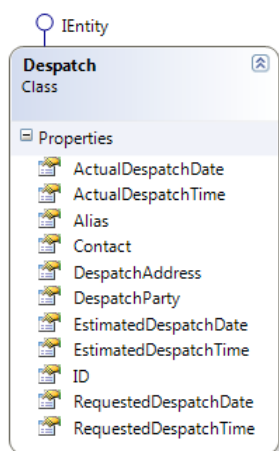 IEntity
Despatch
Class
Properties
ActualDespatchDate
ActualDespatchTime
Alias
Contact
DespatchAddress
DespatchParty
EstimatedDespatchDate
EstimatedDespatchTime
ID
RequestedDespatchDate
RequestedDespatchTime